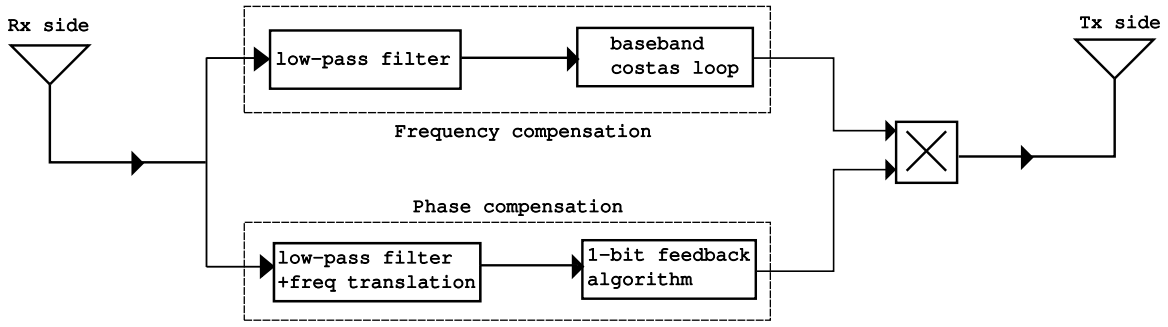 Rx side
Tx side
low-pass filter
baseband
costas loop
Frequency compensation
Phase compensation
low-pass filter
+freq translation
1-bit feedback
algorithm